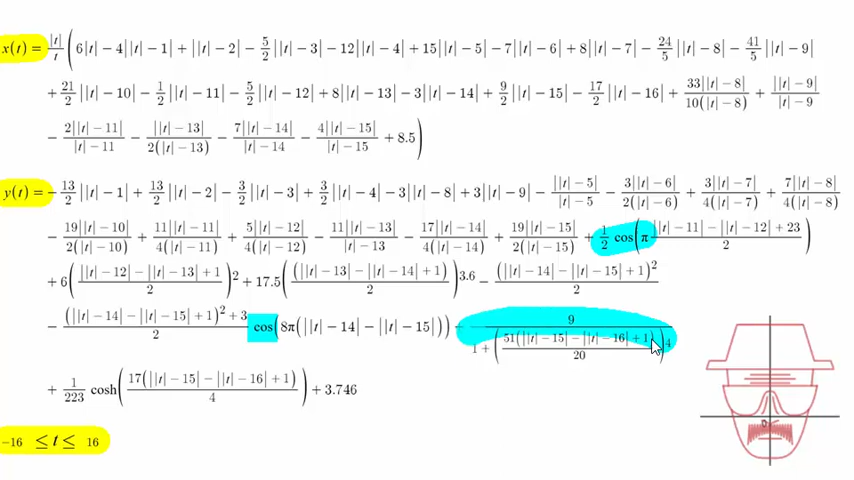 x(t) = |t|/t ( 6|t| − 4||t| − 1| + ||t| − 2| − 5/2 ||t| − 3| − 12||t| − 4| + 15||t| − 5| − 7||t| − 6| + 8||t| − 7| − 24/5 ||t| − 8| − 41/5 ||t| − 9|
+ 21/2 ||t| − 10| − 1/2 ||t| − 11| − 5/2 ||t| − 12| + 8||t| − 13| − 3||t| − 14| + 9/2 ||t| − 15| − 17/2 ||t| − 16| + 33||t| − 8|/10(|t| − 8) + ||t| − 9|/|t| − 9
− 2||t| − 11|/|t| − 11 − ||t| − 13|/2(|t| − 13) − 7||t| − 14|/|t| − 14 − 4||t| − 15|/|t| − 15 + 8.5 )
y(t) = − 13/2 ||t| − 1| + 13/2 ||t| − 2| − 3/2 ||t| − 3| + 3/2 ||t| − 4| − 3||t| − 8| + 3||t| − 9| − ||t| − 5|/|t| − 5 − 3||t| − 6|/2(|t| − 6) + 3||t| − 7|/4(|t| − 7) + 7||t| − 8|/4(|t| − 8)
− 19||t| − 10|/2(|t| − 10) + 11||t| − 11|/4(|t| − 11) + 5||t| − 12|/4(|t| − 12) − 11||t| − 13|/|t| − 13 − 17||t| − 14|/4(|t| − 14) + 19||t| − 15|/2(|t| − 15) + 1/2 cos( π ||t| − 11| − ||t| − 12| + 23/2 )
+ 6( ||t| − 12| − ||t| − 13| + 1/2 )² + 17.5( (||t| − 13| − ||t| − 14| + 1)/2 )^3.6 − (||t| − 14| − ||t| − 15| + 1)²/2
− (||t| − 14| − ||t| − 15| + 1)² + 3/2 cos( 8π(||t| − 14| − ||t| − 15|)) − 9/1 + ( 51(||t| − 15| − ||t| − 16| + 1)/20 )^4
+ 1/223 cosh( 17(||t| − 15| − ||t| − 16| + 1)/4 ) + 3.746
−16 ≤ t ≤ 16